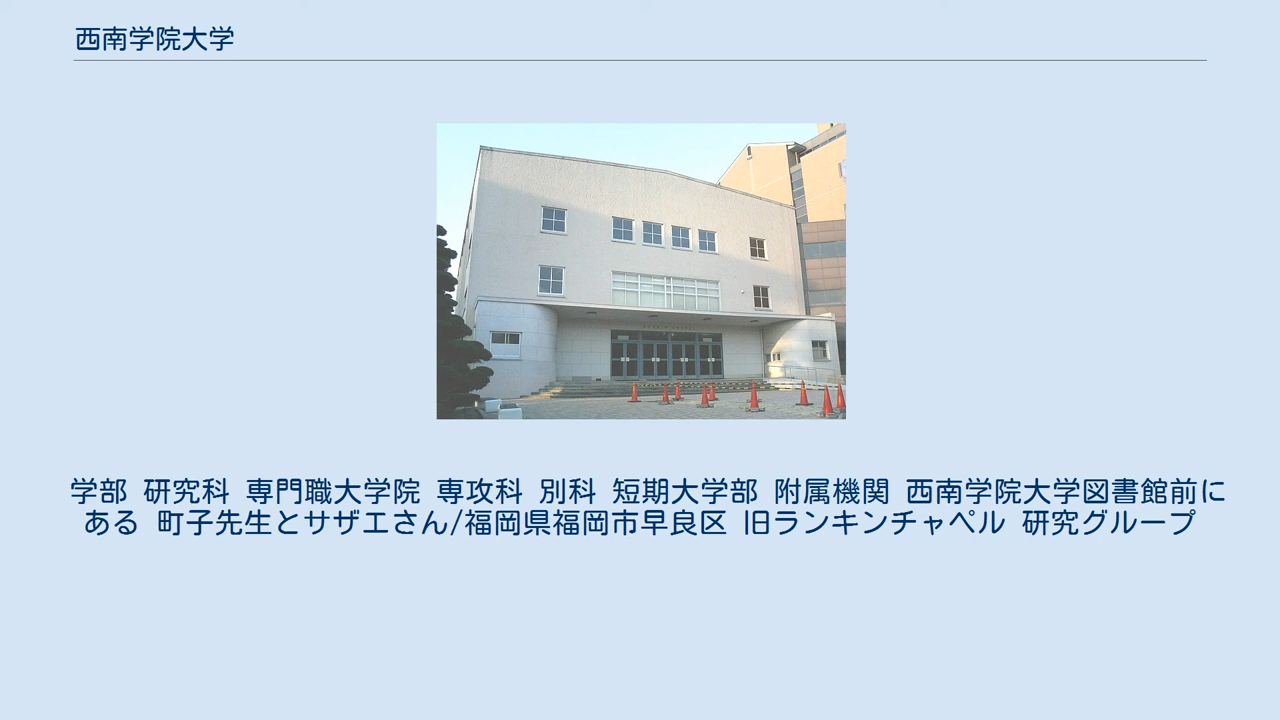 西南学院大学
学部 研究科 専門職大学院 専攻科 別科 短期大学部 附属機関 西南学院大学図書館前に
ある 町子先生とサザエさん/福岡県福岡市早良区 旧ランキンチャペル 研究グループ